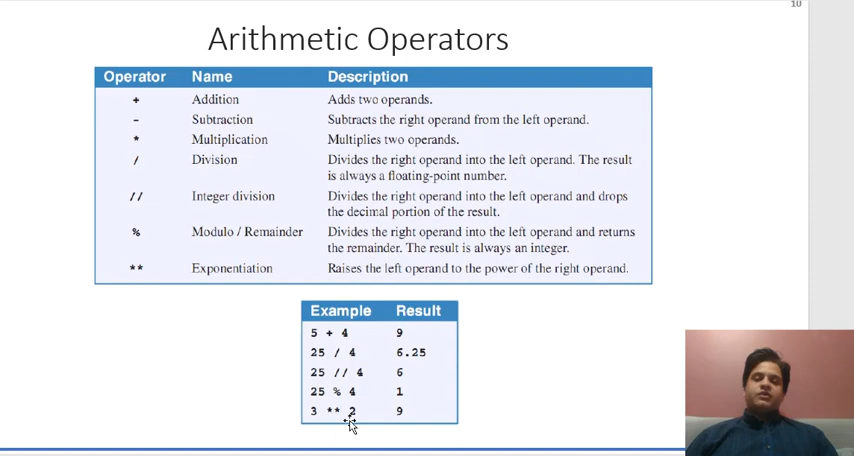 10
Arithmetic Operators
Operator Name Description
+ Addition Adds two operands.
- Subtraction Subtracts the right operand from the left operand.
* Multiplication Multiplies two operands.
/ Division Divides the right operand into the left operand. The result
is always a floating-point number.
// Integer division Divides the right operand into the left operand and drops
the decimal portion of the result.
% Modulo / Remainder Divides the right operand into the left operand and returns
the remainder. The result is always an integer.
** Exponentiation Raises the left operand to the power of the right operand.
Example Result
5 + 4 9
25 / 4 6.25
25 // 4 6
25 % 4 1
3 ** 2 9